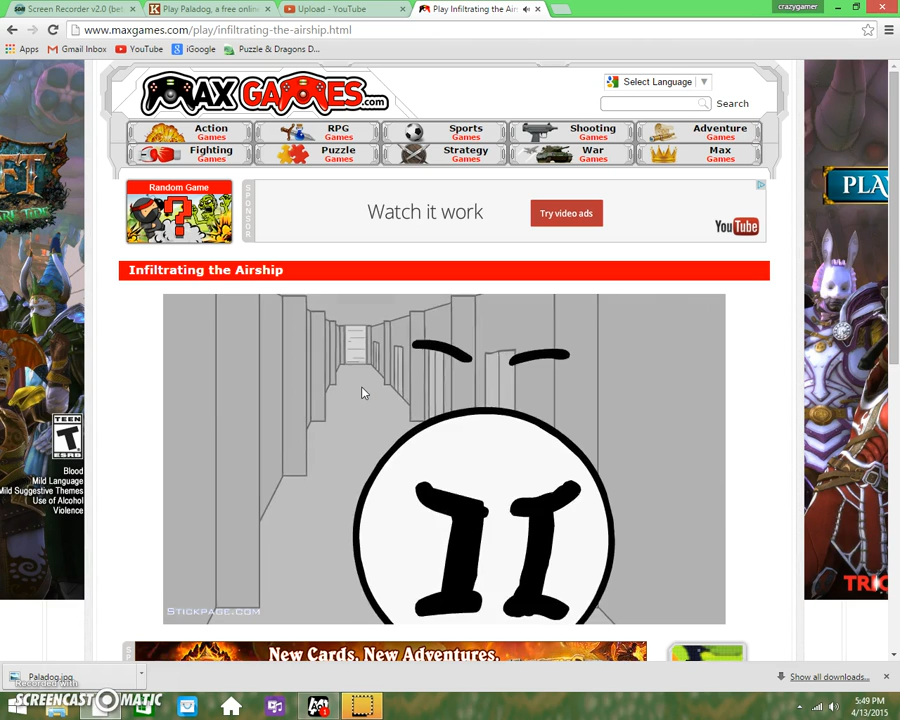 crazygamer
Screen Recorder v2.0 (bet
Play Paladog, a free onlin
Upload - YouTube
Play Infiltrating the Air
www.maxgames.com/play/infiltrating-the-airship.html
Apps
Gmail Inbox
YouTube
iGoogle
Puzzle & Dragons D...
MAX GAMES.com
Select Language
Search
Action Games
RPG Games
Sports Games
Shooting Games
Adventure Games
Fighting Games
Puzzle Games
Strategy Games
War Games
Max Games
Random Game
?
SPONSOR
Watch it work
Try video ads
YouTube
FT
PLA
Infiltrating the Airship
TEEN
T
ESRB
Blood
Mild Language
Mild Suggestive Themes
Use of Alcohol
Violence
STICKPAGE.COM
TRIC
New Cards. New Adventures.
Paladog.jpg
Show all downloads...
Recorded with
SCREENCAST-O-MATIC
5:49 PM
4/13/2015